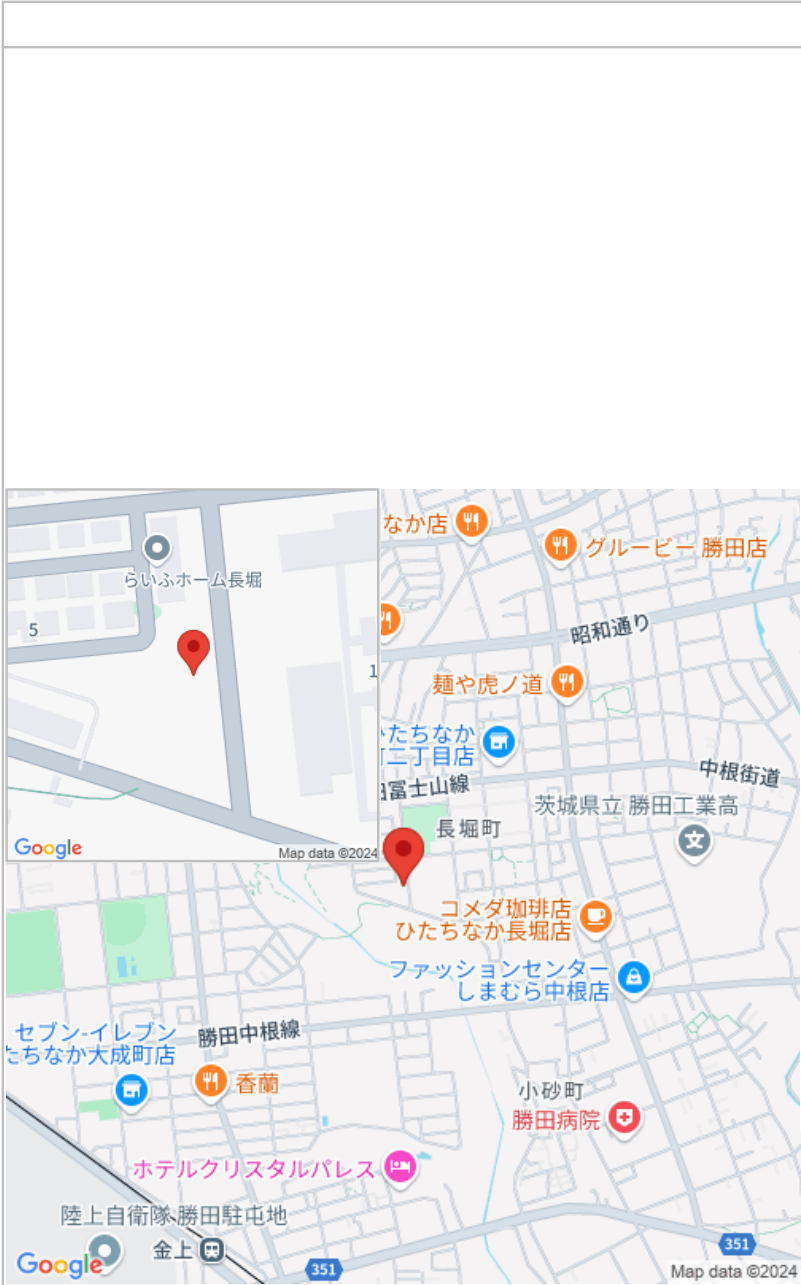 らいふホーム長堀
5
1
Google
Map data ©2024
なか店
グルービー 勝田店
昭和通り
麺や虎ノ道
ひたちなか
町二丁目店
中根街道
田冨士山線
茨城県立 勝田工業高
長堀町
コメダ珈琲店
ひたちなか長堀店
ファッションセンター
しまむら中根店
セブン-イレブン
たちなか大成町店
勝田中根線
香蘭
小砂町
勝田病院
ホテルクリスタルパレス
陸上自衛隊 勝田駐屯地
金上
351
351
Google
Map data ©2024